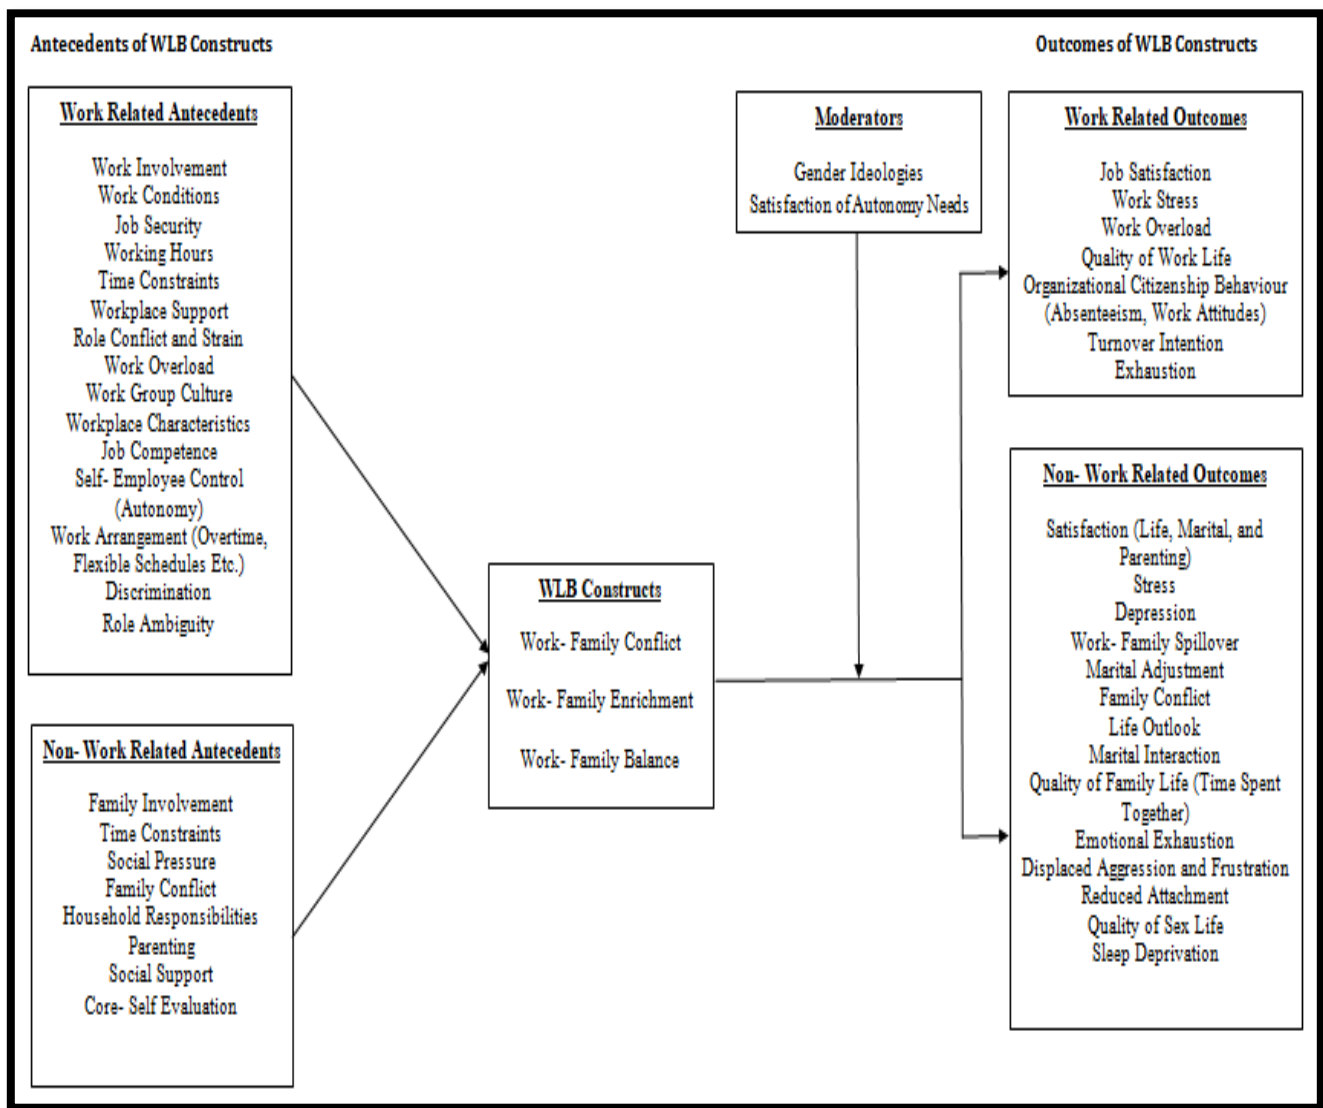 Antecedents of WLB Constructs
Outcomes of WLB Constructs
Work Related Antecedents
Work Involvement
Work Conditions
Job Security
Working Hours
Time Constraints
Workplace Support
Role Conflict and Strain
Work Overload
Work Group Culture
Workplace Characteristics
Job Competence
Self- Employee Control
(Autonomy)
Work Arrangement (Overtime,
Flexible Schedules Etc.)
Discrimination
Role Ambiguity
Non- Work Related Antecedents
Family Involvement
Time Constraints
Social Pressure
Family Conflict
Household Responsibilities
Parenting
Social Support
Core- Self Evaluation
WLB Constructs
Work- Family Conflict
Work- Family Enrichment
Work- Family Balance
Moderators
Gender Ideologies
Satisfaction of Autonomy Needs
Work Related Outcomes
Job Satisfaction
Work Stress
Work Overload
Quality of Work Life
Organizational Citizenship Behaviour
(Absenteeism, Work Attitudes)
Turnover Intention
Exhaustion
Non- Work Related Outcomes
Satisfaction (Life, Marital, and
Parenting)
Stress
Depression
Work- Family Spillover
Marital Adjustment
Family Conflict
Life Outlook
Marital Interaction
Quality of Family Life (Time Spent
Together)
Emotional Exhaustion
Displaced Aggression and Frustration
Reduced Attachment
Quality of Sex Life
Sleep Deprivation